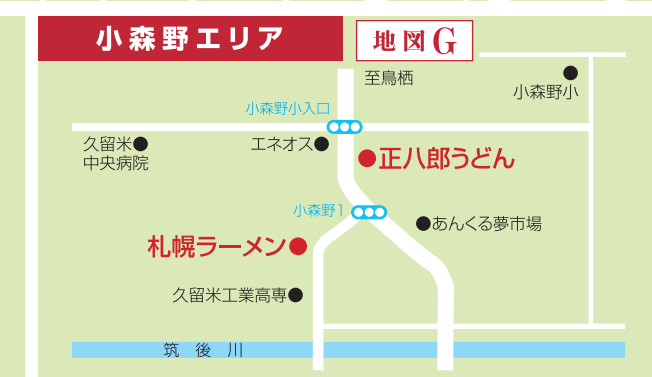 小森野エリア
地図G
至鳥栖
小森野小
小森野小入口
久留米
中央病院
エネオス
正八郎うどん
小森野1
あんくる夢市場
札幌ラーメン
久留米工業高専
筑後川